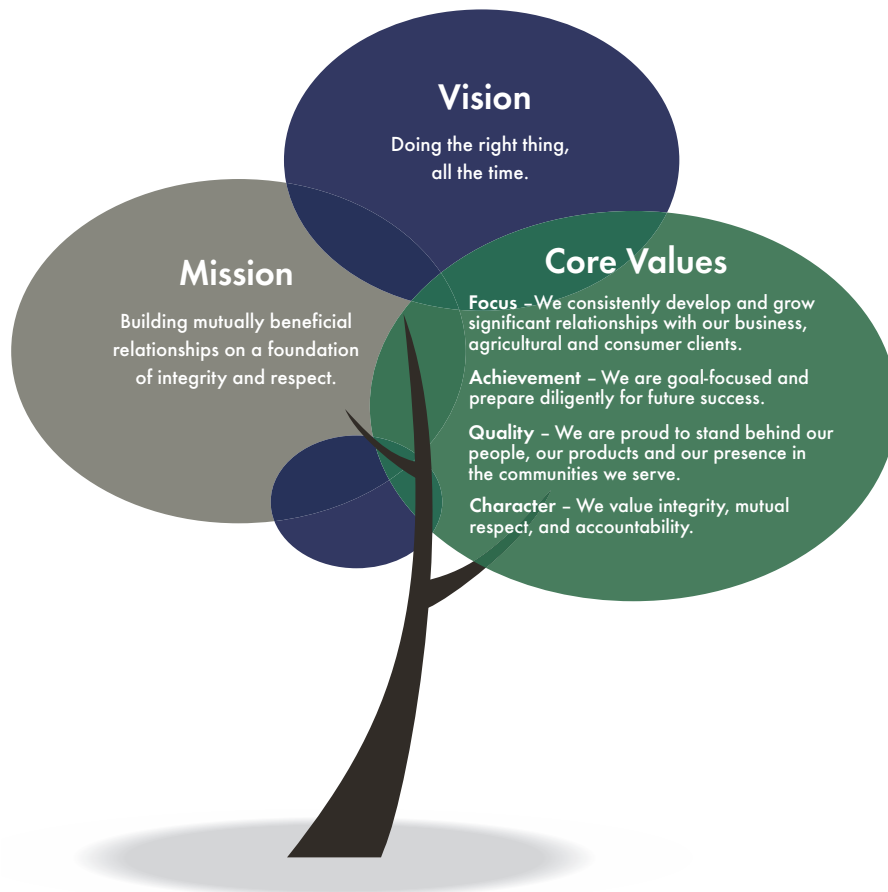 Vision
Doing the right thing,
all the time.
Mission
Building mutually beneficial
relationships on a foundation
of integrity and respect.
Core Values
Focus –We consistently develop and grow
significant relationships with our business,
agricultural and consumer clients.
Achievement – We are goal-focused and
prepare diligently for future success.
Quality – We are proud to stand behind our
people, our products and our presence in
the communities we serve.
Character – We value integrity, mutual
respect, and accountability.